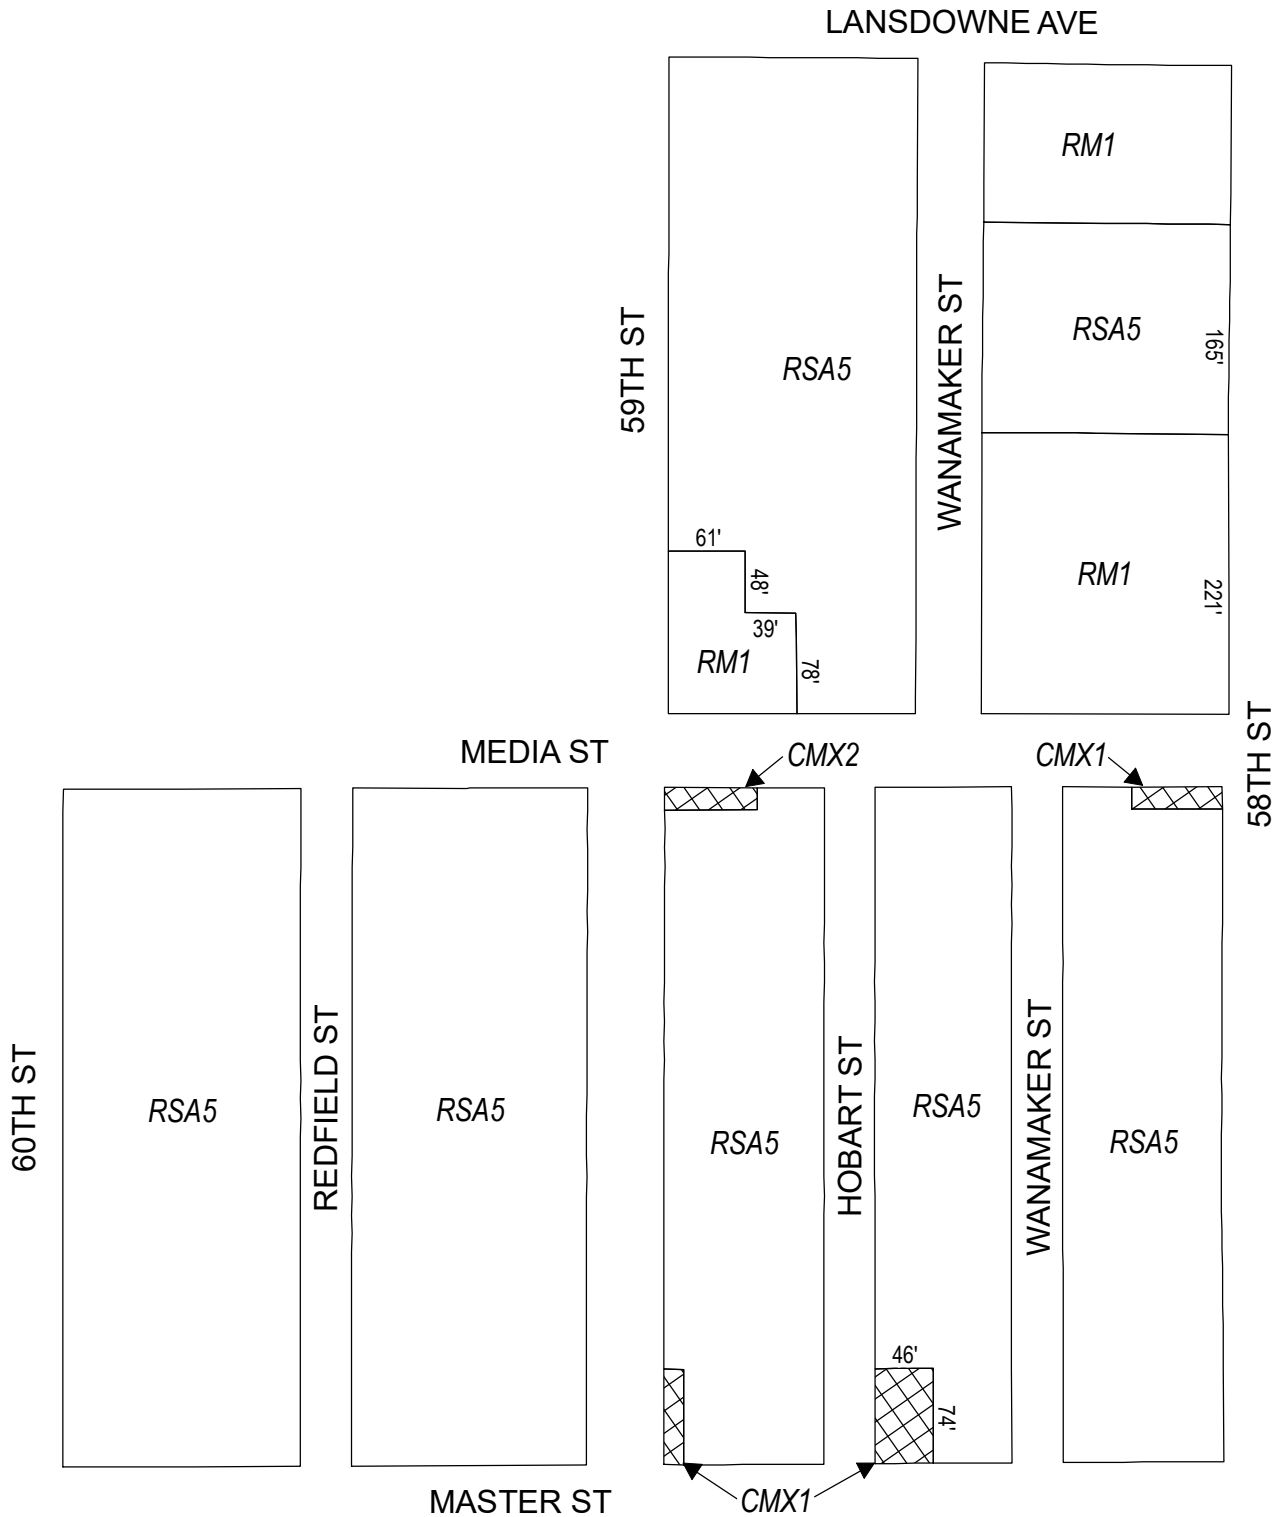 LANSDOWNE AVE
RM1
59TH ST
RSA5
WANAMAKER ST
RSA5
165'
61'
48'
39'
RM1
78'
RM1
221'
58TH ST
MEDIA ST
CMX2
CMX1
60TH ST
RSA5
REDFIELD ST
RSA5
RSA5
HOBART ST
RSA5
WANAMAKER ST
RSA5
46'
74'
MASTER ST
CMX1